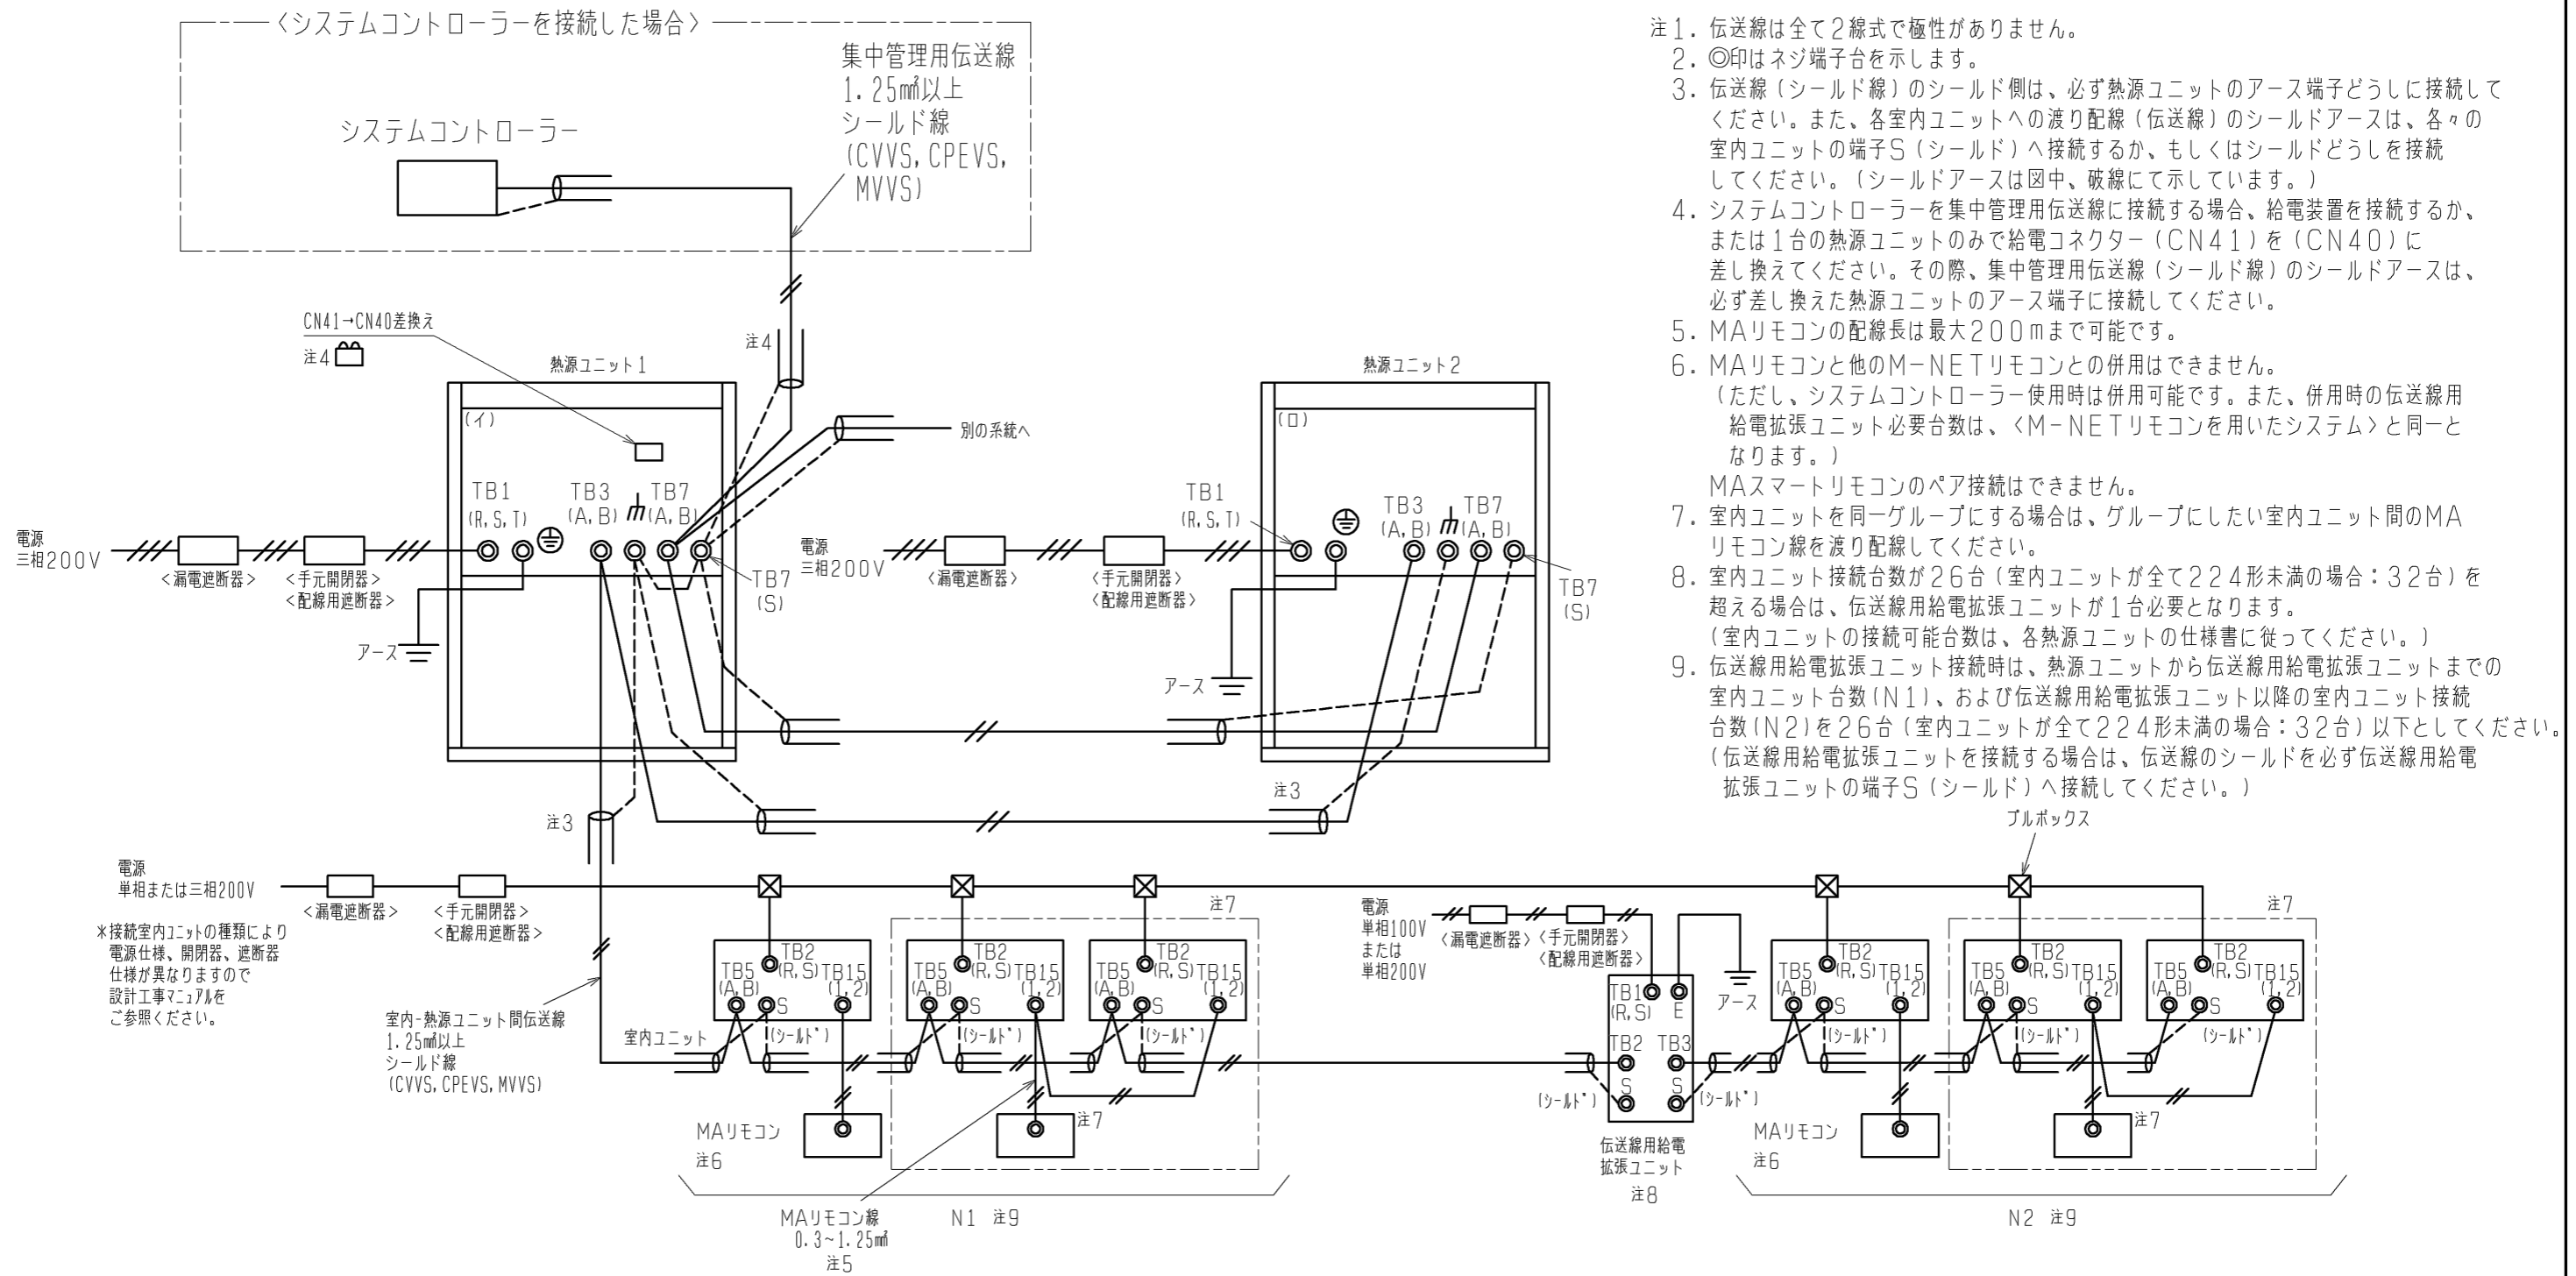 〈システムコントローラーを接続した場合〉
集中管理用伝送線
1.25㎟以上
シールド線
(CVVS,CPEVS,
MVVS)
システムコントローラー
注1. 伝送線は全て2線式で極性がありません。
2. ◎印はネジ端子台を示します。
3. 伝送線(シールド線)のシールド側は、必ず熱源ユニットのアース端子どうしに接続して
ください。また、各室内ユニットへの渡り配線(伝送線)のシールドアースは、各々の
室内ユニットの端子S(シールド)へ接続するか、もしくはシールドどうしを接続
してください。(シールドアースは図中、破線にて示しています。)
4. システムコントローラーを集中管理用伝送線に接続する場合、給電装置を接続するか、
または1台の熱源ユニットのみで給電コネクター(CN41)を(CN40)に
差し換えてください。その際、集中管理用伝送線(シールド線)のシールドアースは、
必ず差し換えた熱源ユニットのアース端子に接続してください。
5. MAリモコンの配線長は最大200mまで可能です。
6. MAリモコンと他のM-NETリモコンとの併用はできません。
(ただし、システムコントローラー使用時は併用可能です。また、併用時の伝送線用
給電拡張ユニット必要台数は、〈M-NETリモコンを用いたシステム〉と同一と
なります。)
MAスマートリモコンのペア接続はできません。
7. 室内ユニットを同一グループにする場合は、グループにしたい室内ユニット間のMA
リモコン線を渡り配線してください。
8. 室内ユニット接続台数が26台(室内ユニットが全て224形未満の場合:32台)を
超える場合は、伝送線用給電拡張ユニットが1台必要となります。
(室内ユニットの接続可能台数は、各熱源ユニットの仕様書に従ってください。)
9. 伝送線用給電拡張ユニット接続時は、熱源ユニットから伝送線用給電拡張ユニットまでの
室内ユニット台数(N1)、および伝送線用給電拡張ユニット以降の室内ユニット接続
台数(N2)を26台(室内ユニットが全て224形未満の場合:32台)以下としてください。
(伝送線用給電拡張ユニットを接続する場合は、伝送線のシールドを必ず伝送線用給電
拡張ユニットの端子S(シールド)へ接続してください。)
CN41→CN40差換え
注4
注4
熱源ユニット1
(イ)
TB1
(R,S,T)
TB3
(A,B)
TB7
(A,B)
TB7
(S)
別の系統へ
電源
三相200V
<漏電遮断器>
<手元開閉器>
<配線用遮断器>
アース
熱源ユニット2
(ロ)
TB1
(R,S,T)
TB3
(A,B)
TB7
(A,B)
TB7
(S)
電源
三相200V
〈漏電遮断器〉
〈手元開閉器〉
〈配線用遮断器〉
アース
注3
注3
プルボックス
電源
単相または三相200V
<漏電遮断器>
<手元開閉器>
<配線用遮断器>
*接続室内ユニットの種類により
電源仕様、開閉器、遮断器
仕様が異なりますので
設計工事マニュアルを
ご参照ください。
室内-熱源ユニット間伝送線
1.25㎟以上
シールド線
(CVVS,CPEVS,MVVS)
室内ユニット
TB5
(A,B)
TB2
(R,S)
TB15
(1,2)
S
(シールド)
注7
TB5
(A,B)
TB2
(R,S)
TB15
(1,2)
S
(シールド)
TB5
(A,B)
TB2
(R,S)
TB15
(1,2)
S
(シールド)
MAリモコン
注6
注7
MAリモコン線
0.3~1.25㎟
注5
N1 注9
電源
単相100V
または
単相200V
〈漏電遮断器〉
〈手元開閉器〉
〈配線用遮断器〉
アース
TB1
(R,S)
E
TB2
TB3
S
S
(シールド)
(シールド)
伝送線用給電
拡張ユニット
注8
TB5
(A,B)
TB2
(R,S)
TB15
(1,2)
S
(シールド)
注7
TB5
(A,B)
TB2
(R,S)
TB15
(1,2)
S
(シールド)
TB5
(A,B)
TB2
(R,S)
TB15
(1,2)
S
(シールド)
MAリモコン
注6
注7
N2 注9